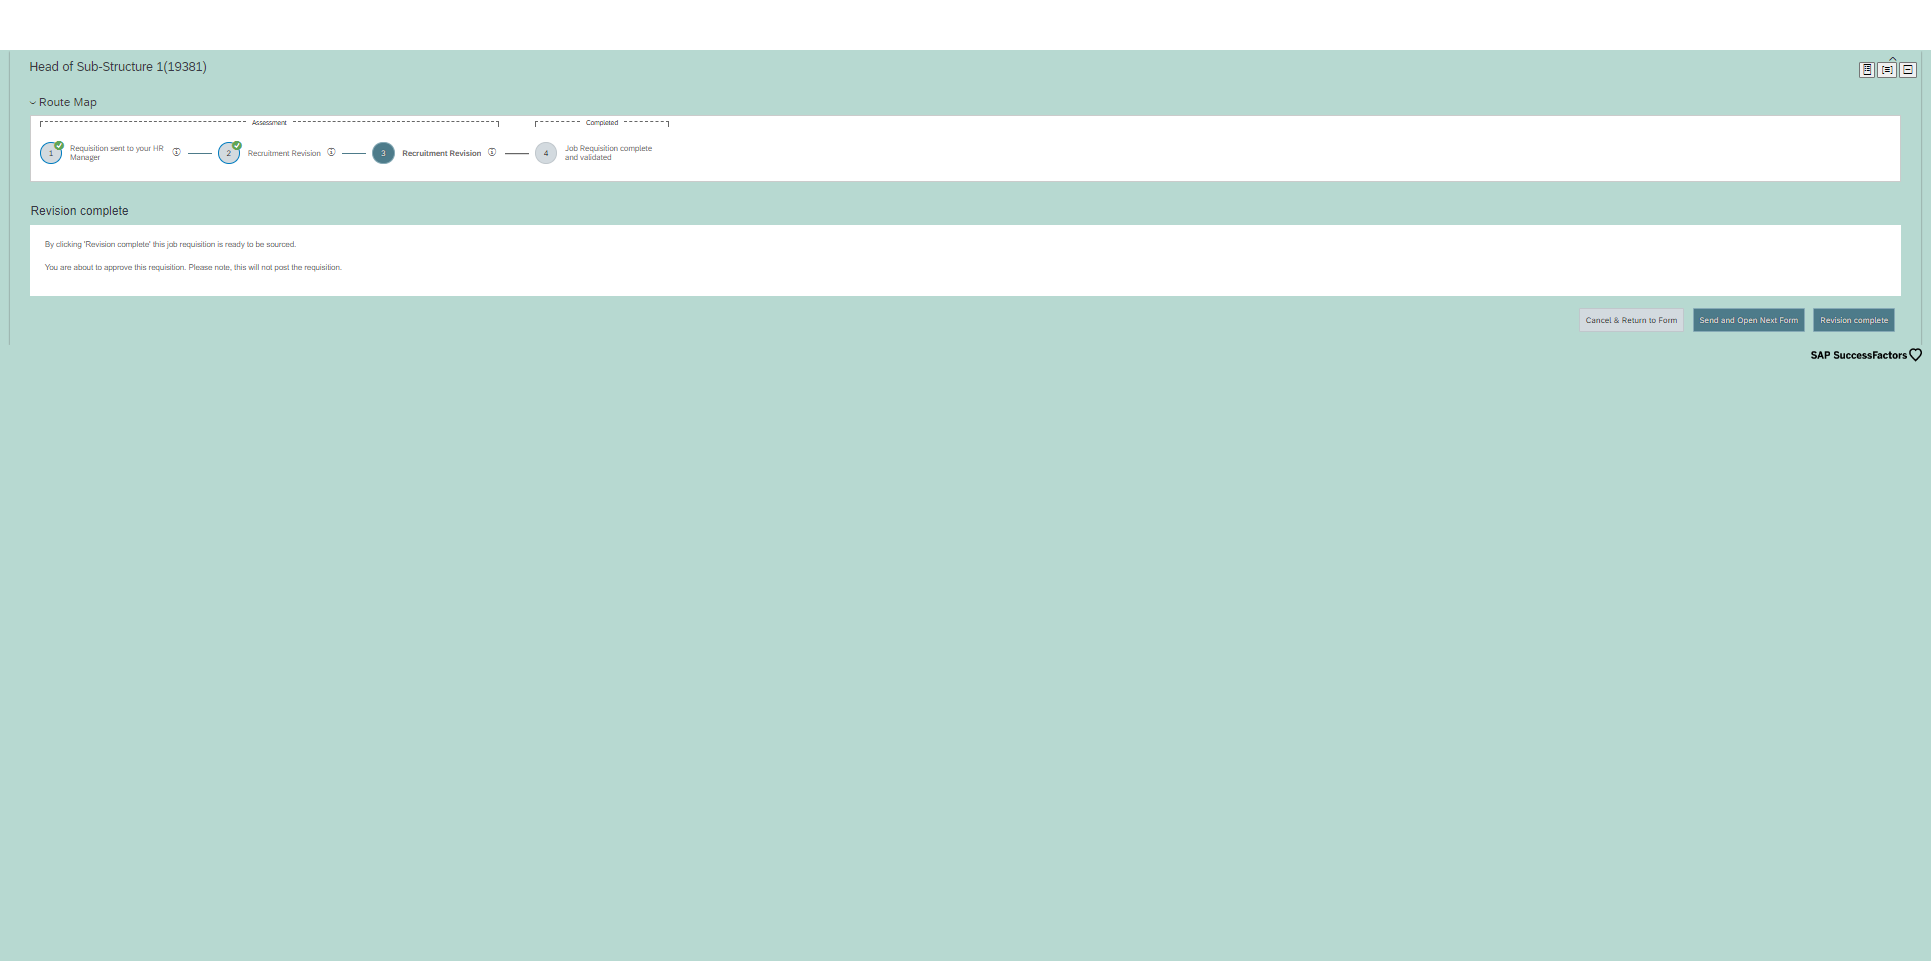 Head of Sub-Structure 1(19381)
Route Map
Assessment
Completed
1
Requisition sent to your HR
Manager
2
Recruitment Revision
3
Recruitment Revision
4
Job Requisition complete
and validated
Revision complete
By clicking 'Revision complete' this job requisition is ready to be sourced.
You are about to approve this requisition. Please note, this will not post the requisition.
Cancel & Return to Form
Send and Open Next Form
Revision complete
SAP SuccessFactors